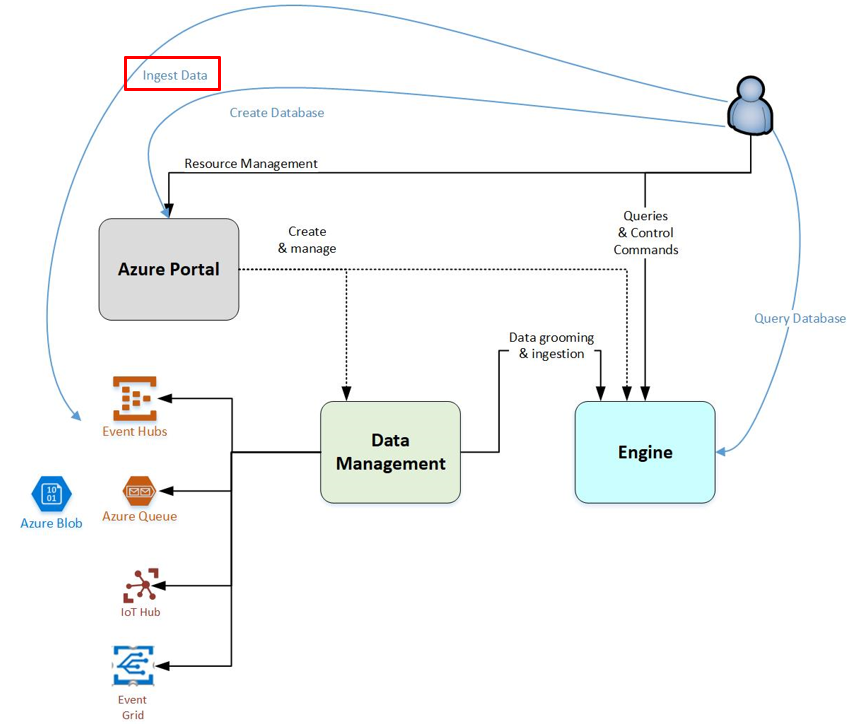 Ingest Data
Create Database
Resource Management
Queries
& Control
Commands
Create
& manage
Azure Portal
Query Database
Data grooming
& ingestion
Event Hubs
Data
Management
Engine
10
01
Azure Blob
Azure Queue
IoT Hub
Event
Grid